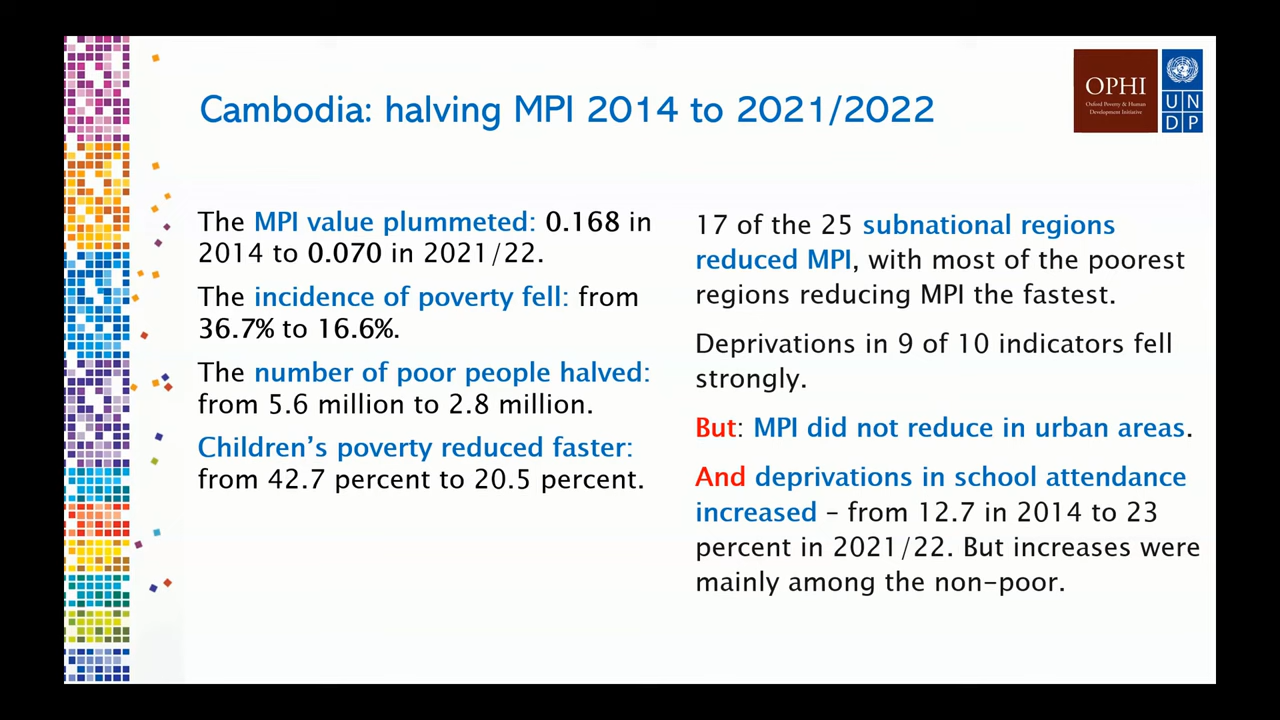 Cambodia: halving MPI 2014 to 2021/2022
OPHI
Oxford Poverty & Human
Development Initiative
U N
D P
The MPI value plummeted: 0.168 in
2014 to 0.070 in 2021/22.
The incidence of poverty fell: from
36.7% to 16.6%.
The number of poor people halved:
from 5.6 million to 2.8 million.
Children’s poverty reduced faster:
from 42.7 percent to 20.5 percent.
17 of the 25 subnational regions
reduced MPI, with most of the poorest
regions reducing MPI the fastest.
Deprivations in 9 of 10 indicators fell
strongly.
But: MPI did not reduce in urban areas.
And deprivations in school attendance
increased – from 12.7 in 2014 to 23
percent in 2021/22. But increases were
mainly among the non-poor.